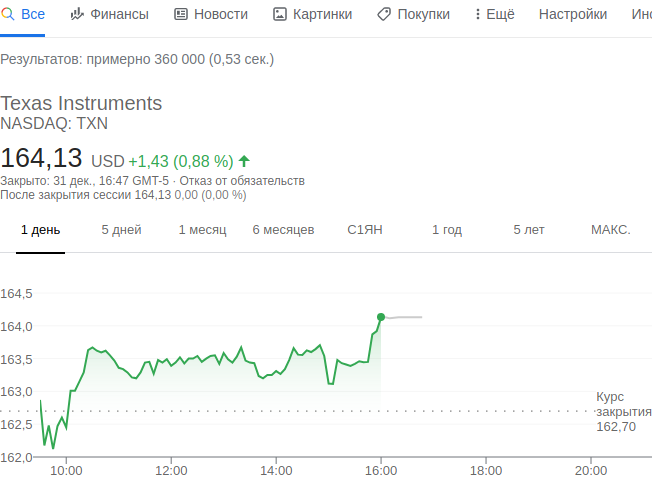 Все Финансы Новости Картинки Покупки Ещё Настройки Инс
Результатов: примерно 360 000 (0,53 сек.)
Texas Instruments
NASDAQ: TXN
164,13 USD +1,43 (0,88 %)
Закрыто: 31 дек., 16:47 GMT-5 · Отказ от обязательств
После закрытия сессии 164,13 0,00 (0,00 %)
1 день 5 дней 1 месяц 6 месяцев С1ЯН 1 год 5 лет МАКС.
164,5
164,0
163,5
163,0
Курс
закрытия
162,70
162,5
162,0
10:00 12:00 14:00 16:00 18:00 20:00